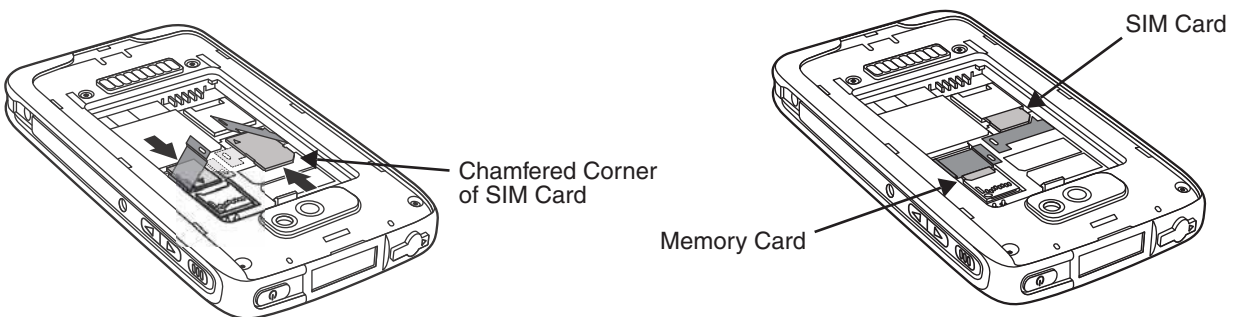 SIM Card
Chamfered Corner
of SIM Card
Memory Card